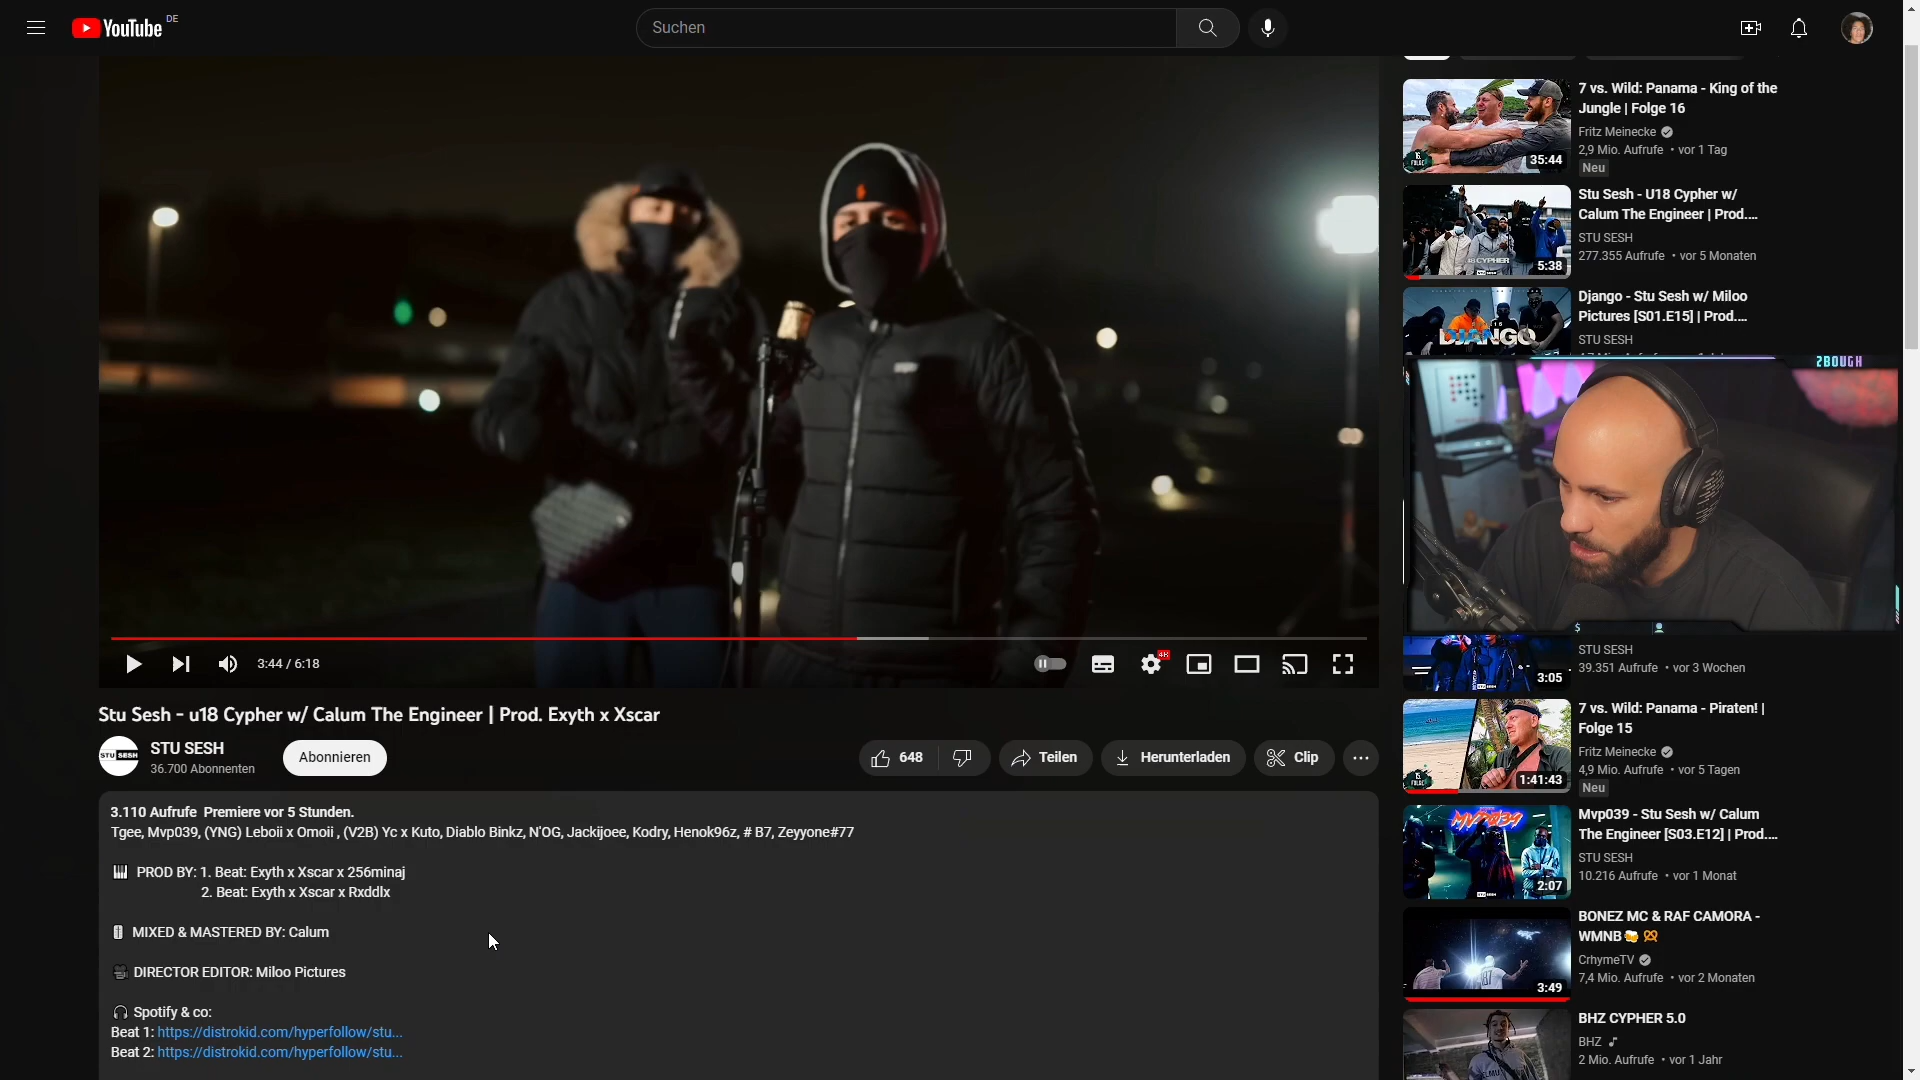 YouTube DE
Suchen
3:44 / 6:18
4K
Stu Sesh - u18 Cypher w/ Calum The Engineer | Prod. Exyth x Xscar
STU SESH
STU SESH
36.700 Abonnenten
Abonnieren
648
Teilen
Herunterladen
Clip
3.110 Aufrufe Premiere vor 5 Stunden.
Tgee, Mvp039, (YNG) Leboii x Omoii , (V2B) Yc x Kuto, Diablo Binkz, N'OG, Jackijoee, Kodry, Henok96z, # B7, Zeyyone#77
PROD BY: 1. Beat: Exyth x Xscar x 256minaj
2. Beat: Exyth x Xscar x Rxddlx
MIXED & MASTERED BY: Calum
DIRECTOR EDITOR: Miloo Pictures
Spotify & co:
Beat 1: https://distrokid.com/hyperfollow/stu...
Beat 2: https://distrokid.com/hyperfollow/stu...
35:44
7 vs. Wild: Panama - King of the
Jungle | Folge 16
Fritz Meinecke
2,9 Mio. Aufrufe • vor 1 Tag
Neu
CYPHER
5:38
Stu Sesh - U18 Cypher w/
Calum The Engineer | Prod....
STU SESH
277.355 Aufrufe • vor 5 Monaten
DJANGO
Django - Stu Sesh w/ Miloo
Pictures [S01.E15] | Prod....
STU SESH
2BOUGH
$
3:05
STU SESH
39.351 Aufrufe • vor 3 Wochen
1:41:43
7 vs. Wild: Panama - Piraten! |
Folge 15
Fritz Meinecke
4,9 Mio. Aufrufe • vor 5 Tagen
Neu
MVP039
2:07
Mvp039 - Stu Sesh w/ Calum
The Engineer [S03.E12] | Prod....
STU SESH
10.216 Aufrufe • vor 1 Monat
3:49
BONEZ MC & RAF CAMORA -
WMNB 🍻 🥨
CrhymeTV
7,4 Mio. Aufrufe • vor 2 Monaten
BHZ CYPHER 5.0
BHZ
2 Mio. Aufrufe • vor 1 Jahr